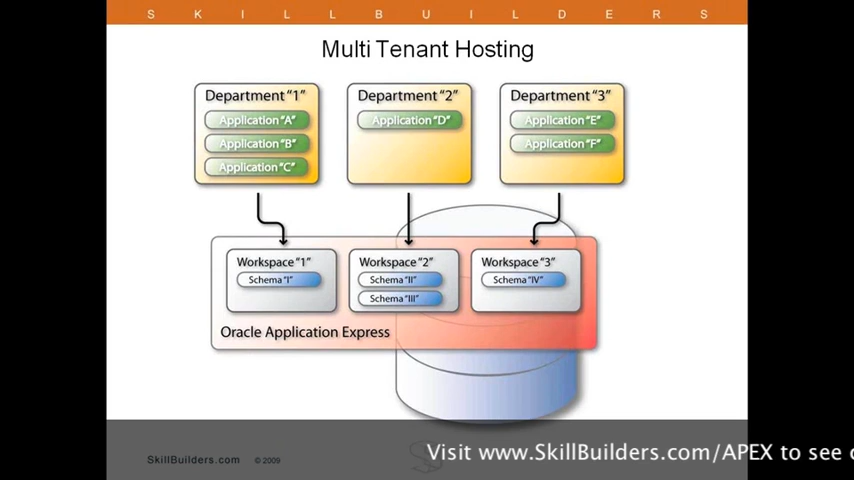 SKILLBUILDERS
Multi Tenant Hosting
Department "1"
Application "A"
Application "B"
Application "C"
Department "2"
Application "D"
Department "3"
Application "E"
Application "F"
Workspace "1"
Schema "I"
Workspace "2"
Schema "II"
Schema "III"
Workspace "3"
Schema "IV"
Oracle Application Express
SkillBuilders.com © 2009
Visit www.SkillBuilders.com/APEX to see